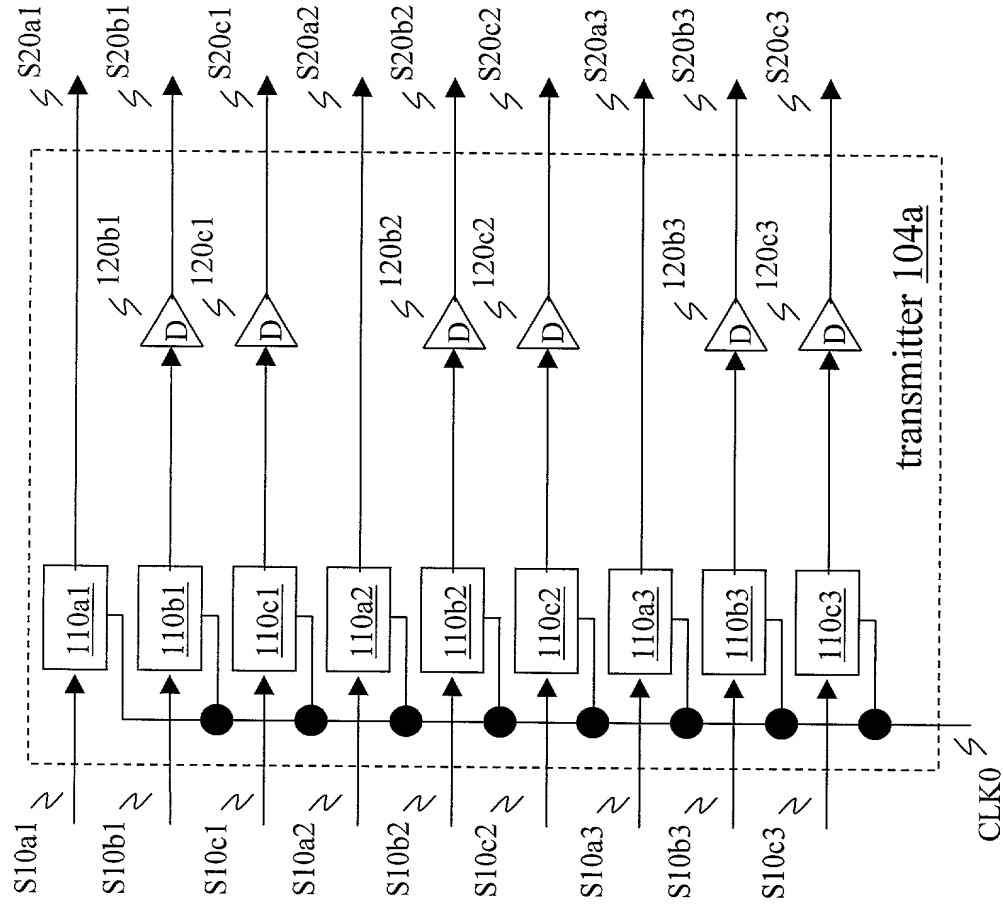 S20a1
S20b1
S20c1
S20a2
S20b2
S20c2
S20a3
S20b3
S20c3
120b1
120c1
120b2
120c2
120b3
120c3
D
D
D
D
D
D
110a1
110b1
110c1
110a2
110b2
110c2
110a3
110b3
110c3
transmitter 104a
S10a1
S10b1
S10c1
S10a2
S10b2
S10c2
S10a3
S10b3
S10c3
CLK0